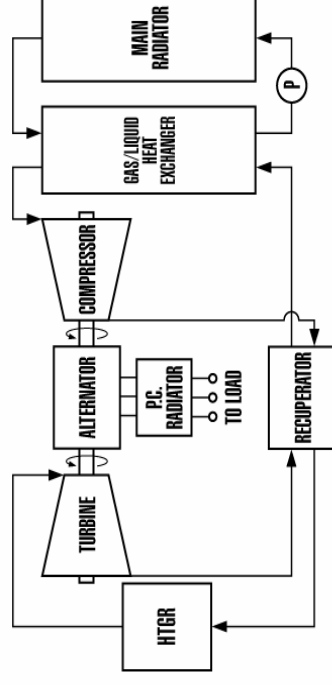 HTGR
TURBINE
ALTERNATOR
P.C.
RADIATOR
TO LOAD
COMPRESSOR
RECUPERATOR
GAS/LIQUID
HEAT
EXCHANGER
MAIN
RADIATOR
P